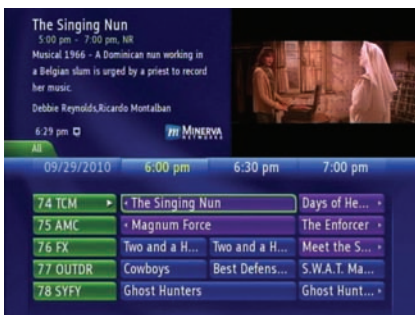 The Singing Nun
5:00 pm - 7:00 pm, NR
Musical 1966 - A Dominican nun working in
a Belgian slum is urged by a priest to record
her music.
Debbie Reynolds,Ricardo Montalban
6:29 pm
m MINERVA
NETWORKS
All
09/29/2010 6:00 pm 6:30 pm 7:00 pm
74 TCM The Singing Nun Days of He...
75 AMC Magnum Force The Enforcer
76 FX Two and a H... Two and a H... Meet the S...
77 OUTDR Cowboys Best Defens... S.W.A.T. Ma...
78 SYFY Ghost Hunters Ghost Hunt...